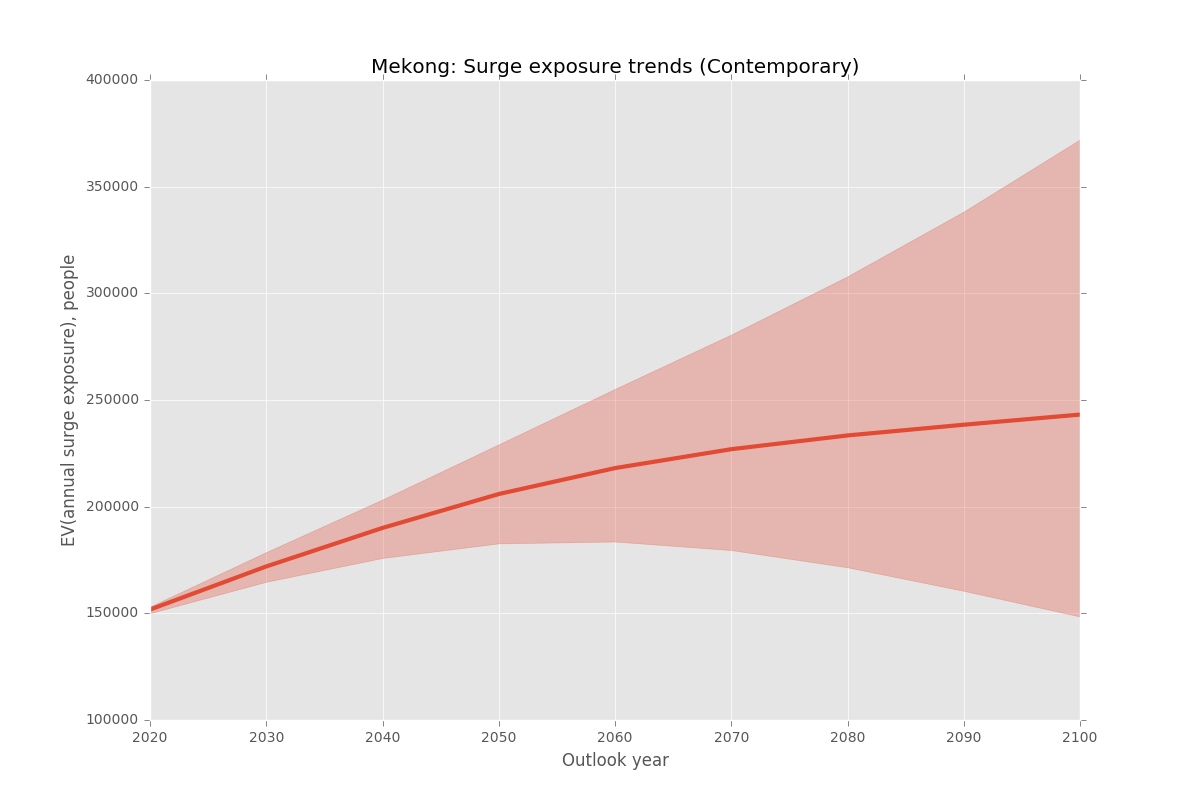 Mekong: Surge exposure trends (Contemporary)
400000
350000
300000
250000
200000
150000
100000
EV(annual surge exposure), people
2020 2030 2040 2050 2060 2070 2080 2090 2100
Outlook year